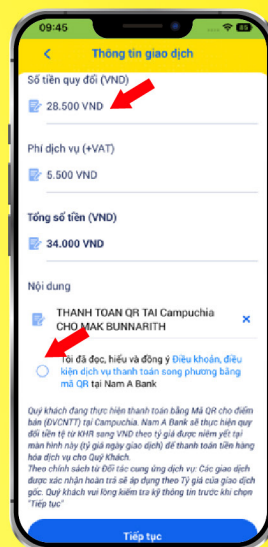 09:45
85
Thông tin giao dịch
Số tiền quy đổi (VND)
28.500 VND
Phí dịch vụ (+VAT)
5.500 VND
Tổng số tiền (VND)
34.000 VND
Nội dung
THANH TOAN QR TAI Campuchia
CHO MAK BUNNARITH
Tôi đã đọc, hiểu và đồng ý Điều khoản, điều
kiện dịch vụ thanh toán song phương bằng
mã QR tại Nam A Bank
Quý khách đang thực hiện thanh toán bằng Mã QR cho điểm
bán (ĐVCNTT) tại Campuchia. Nam A Bank sẽ thực hiện quy
đổi tiền tệ từ KHR sang VND theo tỷ giá được niêm yết tại
màn hình này (tỷ giá ngày giao dịch) để thanh toán tiền hàng
hóa dịch vụ cho Quý Khách.
Theo chính sách từ Đối tác cung ứng dịch vụ: Các giao dịch
được xác nhận hoàn trả sẽ áp dụng theo Tỷ giá của giao dịch
gốc. Quý khách vui lòng kiểm tra kỹ thông tin trước khi chọn
"Tiếp tục"
Tiếp tục